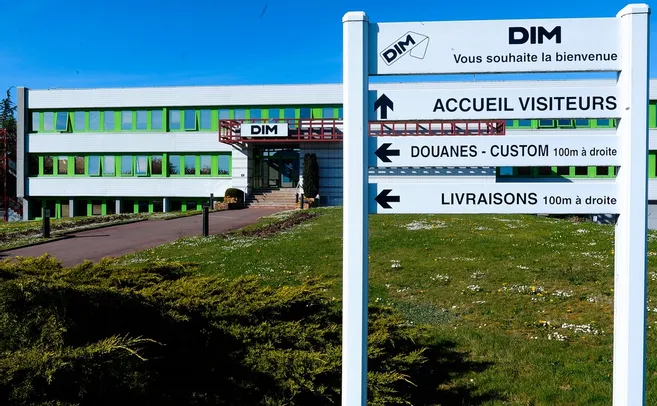 DIM
DIM
Vous souhaite la bienvenue
ACCUEIL VISITEURS
DOUANES - CUSTOM 100m à droite
LIVRAISONS 100m à droite
DIM